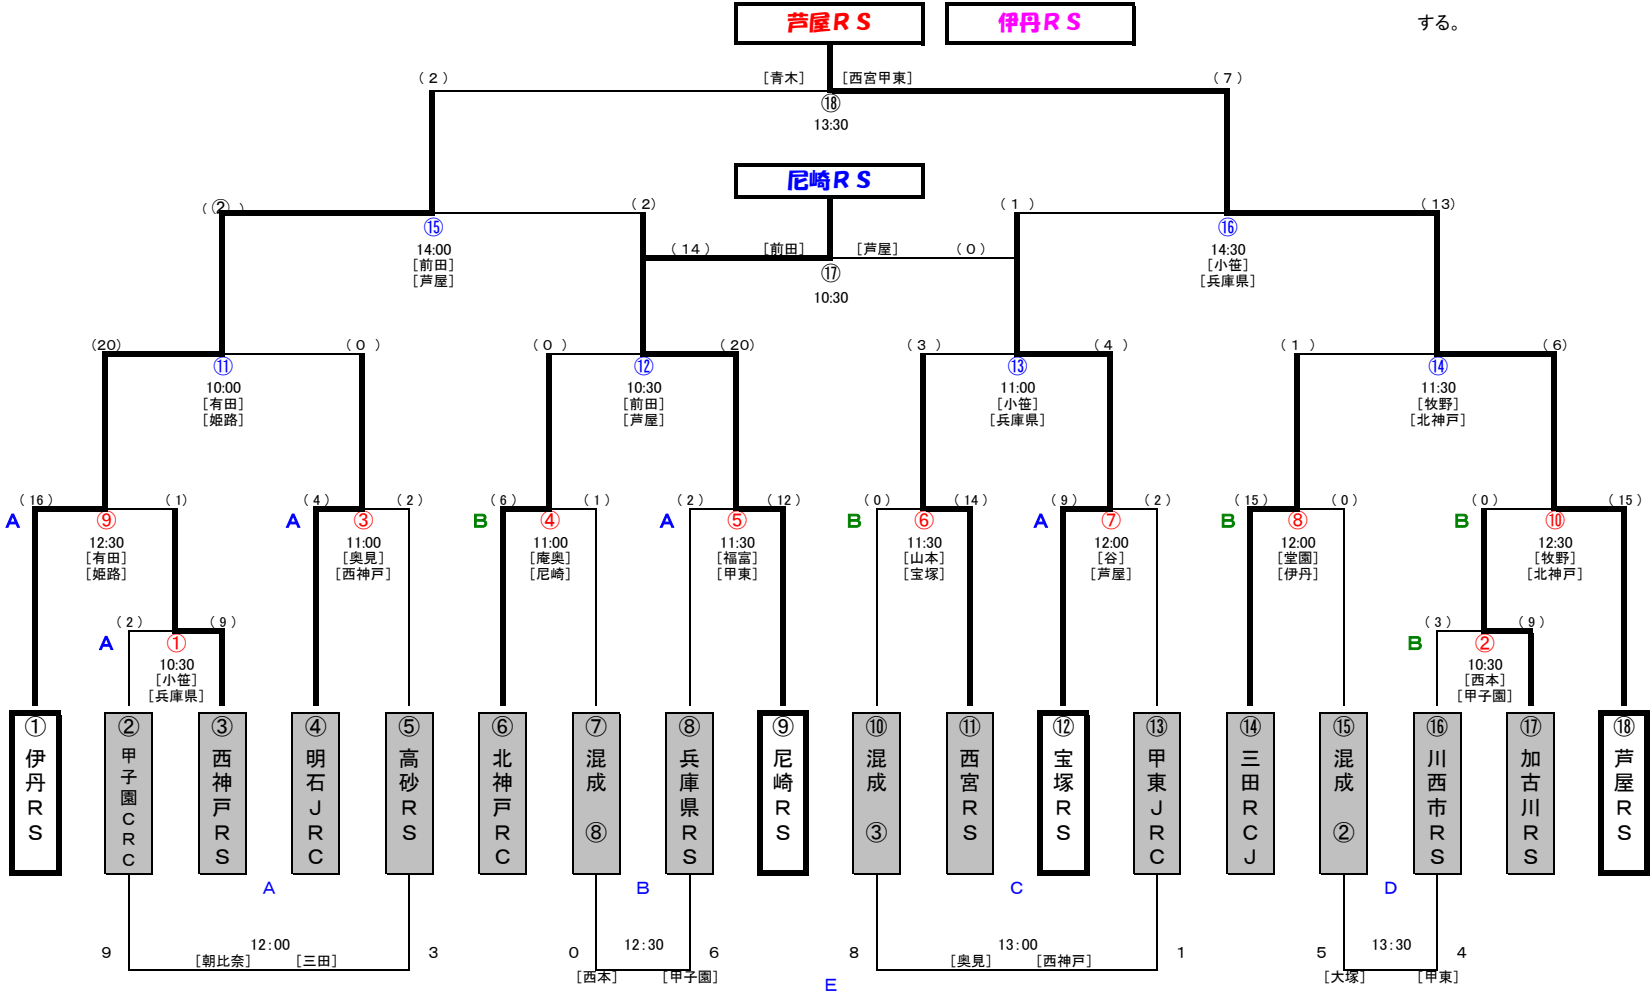 芦屋ＲＳ 伊丹ＲＳ する。
（２） ［青木］ ［西宮甲東］ （７）
⑱
13:30
尼崎ＲＳ
（②） （２） （１） （13）
⑮ ⑯
14:00 （14） ［前田］ ［芦屋］ （０） 14:30
［前田］ ⑰ ［小笹］
［芦屋］ 10:30 ［兵庫県］
（20） （０） （０） （20） （３） （４） （１） （６）
⑪ ⑫ ⑬ ⑭
10:00 10:30 11:00 11:30
［有田］ ［前田］ ［小笹］ ［牧野］
［姫路］ ［芦屋］ ［兵庫県］ ［北神戸］
（16） （１） （４） （２） （６） （１） （２） （12） （０） （14） （９） （２） （15） （０） （０） （15）
A ⑨ A ③ B ④ A ⑤ B ⑥ A ⑦ B ⑧ B ⑩
12:30 11:00 11:00 11:30 11:30 12:00 12:00 12:30
［有田］ ［奥見］ ［庵奥］ ［福富］ ［山本］ ［谷］ ［堂園］ ［牧野］
［姫路］ ［西神戸］ ［尼崎］ ［甲東］ ［宝塚］ ［芦屋］ ［伊丹］ ［北神戸］
（２） （９） （３） （９）
A ① B ②
10:30 10:30
［小笹］ ［西本］
［兵庫県］ ［甲子園］
①伊丹ＲＳ
②甲子園ＣＲＣ
③西神戸ＲＳ
④明石ＪＲＣ
⑤高砂ＲＳ
⑥北神戸ＲＣ
⑦混成 ⑧
⑧兵庫県ＲＳ
⑨尼崎ＲＳ
⑩混成 ③
⑪西宮ＲＳ
⑫宝塚ＲＳ
⑬甲東ＪＲＣ
⑭三田ＲＣＪ
⑮混成 ②
⑯川西市ＲＳ
⑰加古川ＲＳ
⑱芦屋ＲＳ
Ａ Ｂ Ｃ Ｄ
９ 12:00 ３ ０ 12:30 ６ ８ 13:00 １ ５ 13:30 ４
［朝比奈］ ［三田］ ［西本］ ［甲子園］ ［奥見］ ［西神戸］ ［大塚］ ［甲東］
Ｅ